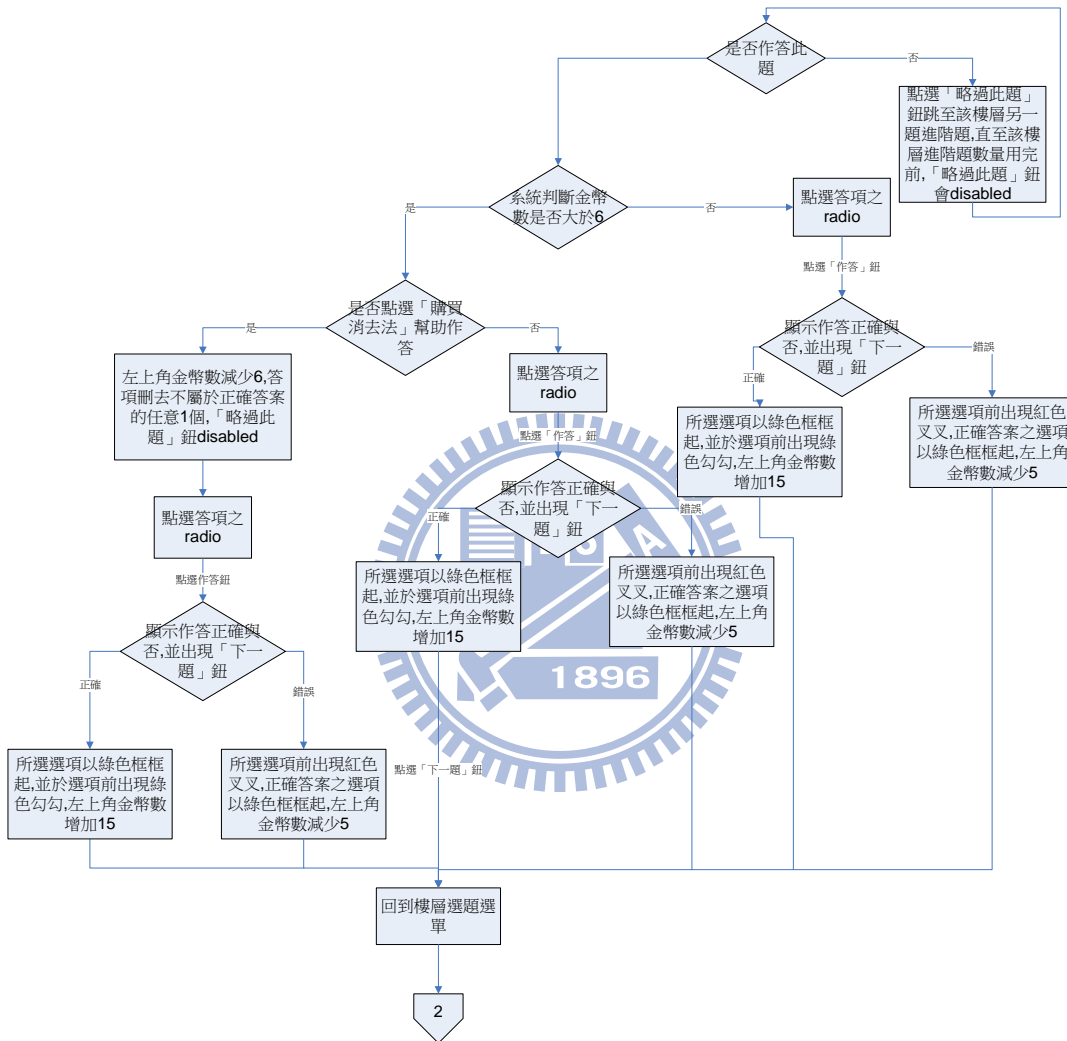 是否作答此
題
否
點選「略過此題」
鈕跳至該樓層另一
題進階題,直至該樓
層進階題數量用完
前,「略過此題」鈕
會disabled
系統判斷金幣
數是否大於6
是
否
點選答項之
radio
點選「作答」鈕
是否點選「購買
消去法」幫助作
答
是
否
顯示作答正確與
否,並出現「下一
題」鈕
正確
錯誤
左上角金幣數減少6,答
項刪去不屬於正確答案
的任意1個,「略過此
題」鈕disabled
點選答項之
radio
點選「作答」鈕
所選選項以綠色框框
起,並於選項前出現綠
色勾勾,左上角金幣數
增加15
所選選項前出現紅色
叉叉,正確答案之選項
以綠色框框起,左上角
金幣數減少5
點選答項之
radio
點選作答鈕
顯示作答正確與
否,並出現「下一
題」鈕
正確
錯誤
所選選項以綠色框框
起,並於選項前出現綠
色勾勾,左上角金幣數
增加15
所選選項前出現紅色
叉叉,正確答案之選項
以綠色框框起,左上角
金幣數減少5
顯示作答正確與
否,並出現「下一
題」鈕
正確
錯誤
1896
所選選項以綠色框框
起,並於選項前出現綠
色勾勾,左上角金幣數
增加15
所選選項前出現紅色
叉叉,正確答案之選項
以綠色框框起,左上角
金幣數減少5
點選「下一題」鈕
回到樓層選題選
單
2